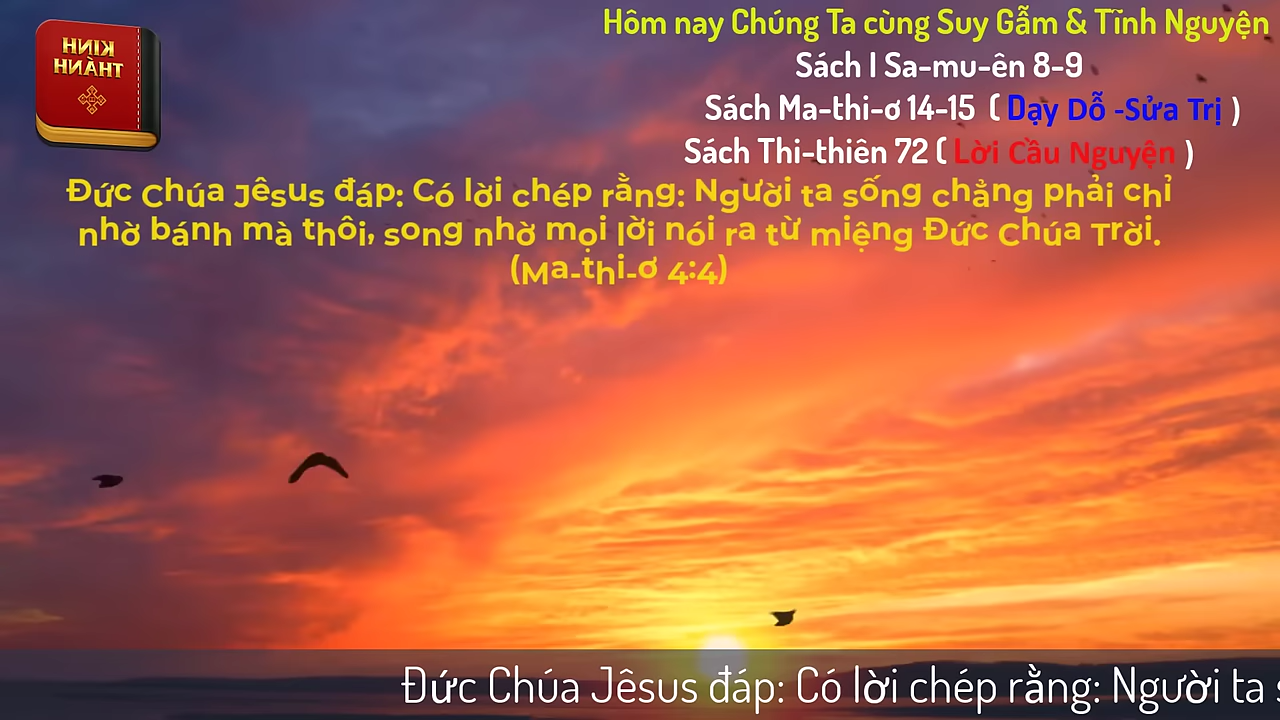 KINH
THÀNH
Hôm nay Chúng Ta cùng Suy Gẫm & Tĩnh Nguyện
Sách I Sa-mu-ên 8-9
Sách Ma-thi-ơ 14-15 ( Dạy Dỗ -Sửa Trị )
Sách Thi-thiên 72 ( Lời Cầu Nguyện )
Đức Chúa Jêsus đáp: Có lời chép rằng: Người ta sống chẳng phải chỉ
nhờ bánh mà thôi, song nhờ mọi lời nói ra từ miệng Đức Chúa Trời.
(Ma-thi-ơ 4:4)
Đức Chúa Jêsus đáp: Có lời chép rằng: Người ta